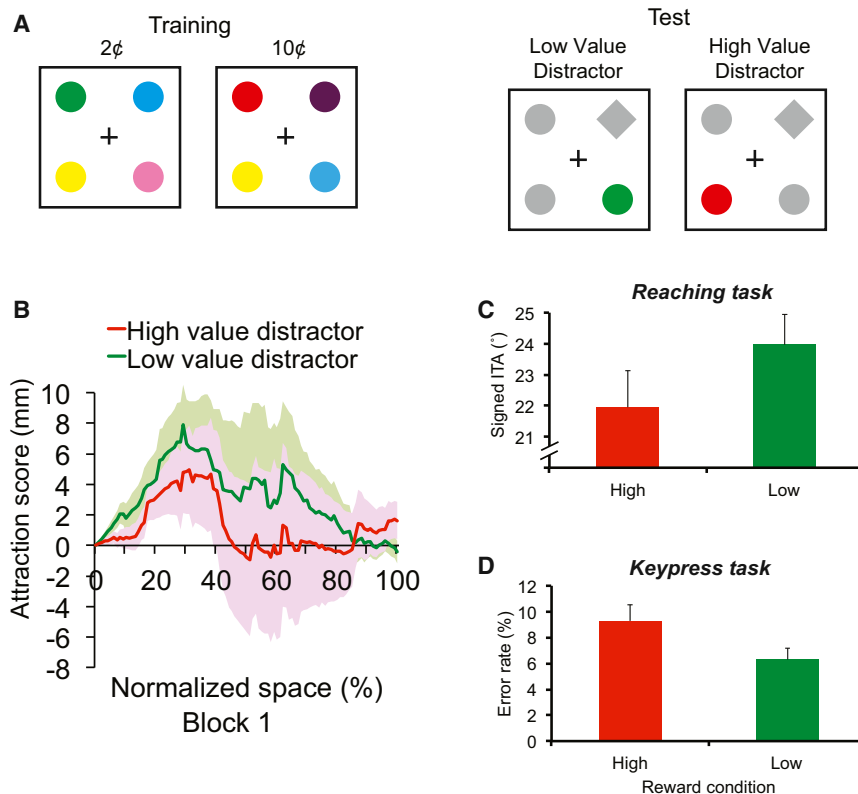 A
Training
2¢
10¢
Test
Low Value
Distractor
High Value
Distractor
B
High value distractor
Low value distractor
Attraction score (mm)
10
8
6
4
2
0
-2
-4
-6
-8
0
20
40
60
80
100
Normalized space (%)
Block 1
C
Reaching task
Signed ITA (°)
25
24
23
22
21
High
Low
D
Keypress task
Error rate (%)
12
10
8
6
4
2
0
High
Low
Reward condition